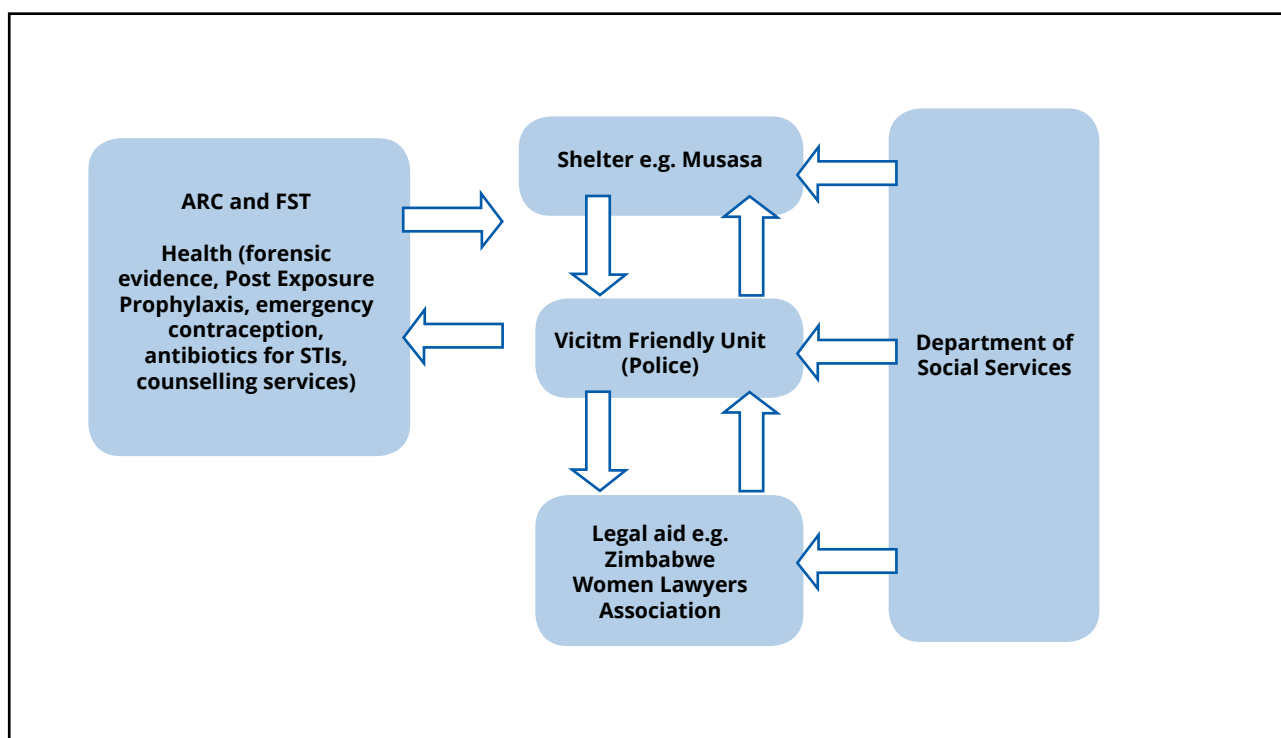 ARC and FST
Health (forensic
evidence, Post Exposure
Prophylaxis, emergency
contraception,
antibiotics for STIs,
counselling services)
Shelter e.g. Musasa
Vicitm Friendly Unit
(Police)
Legal aid e.g.
Zimbabwe
Women Lawyers
Association
Department of
Social Services